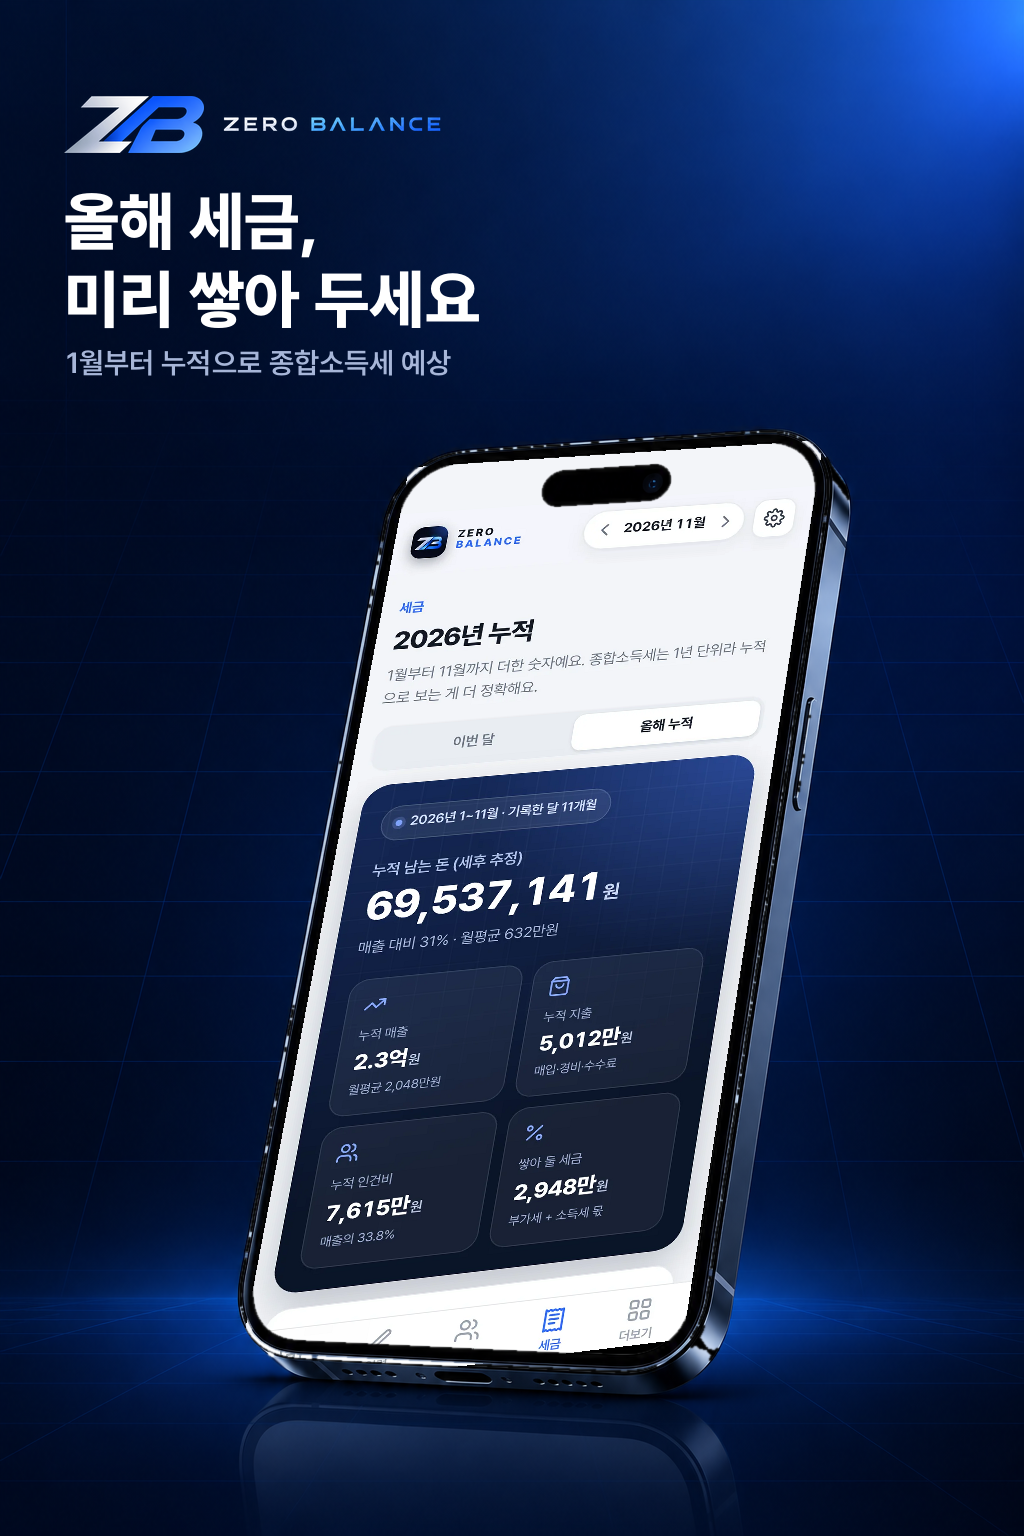 ZB ZERO BALANCE
올해 세금,
미리 쌓아 두세요
1월부터 누적으로 종합소득세 예상
ZB ZERO BALANCE
2026년 11월
세금
2026년 누적
1월부터 11월까지 더한 숫자예요. 종합소득세는 1년 단위라 누적
으로 보는 게 더 정확해요.
이번 달
올해 누적
2026년 1~11월 · 기록한 달 11개월
누적 남는 돈 (세후 추정)
69,537,141원
매출 대비 31% · 월평균 632만원
누적 매출
2.3억원
월평균 2,048만원
누적 지출
5,012만원
매입·경비·수수료
누적 인건비
7,615만원
매출의 33.8%
쌓아 둘 세금
2,948만원
부가세 + 소득세 몫
세금
더보기